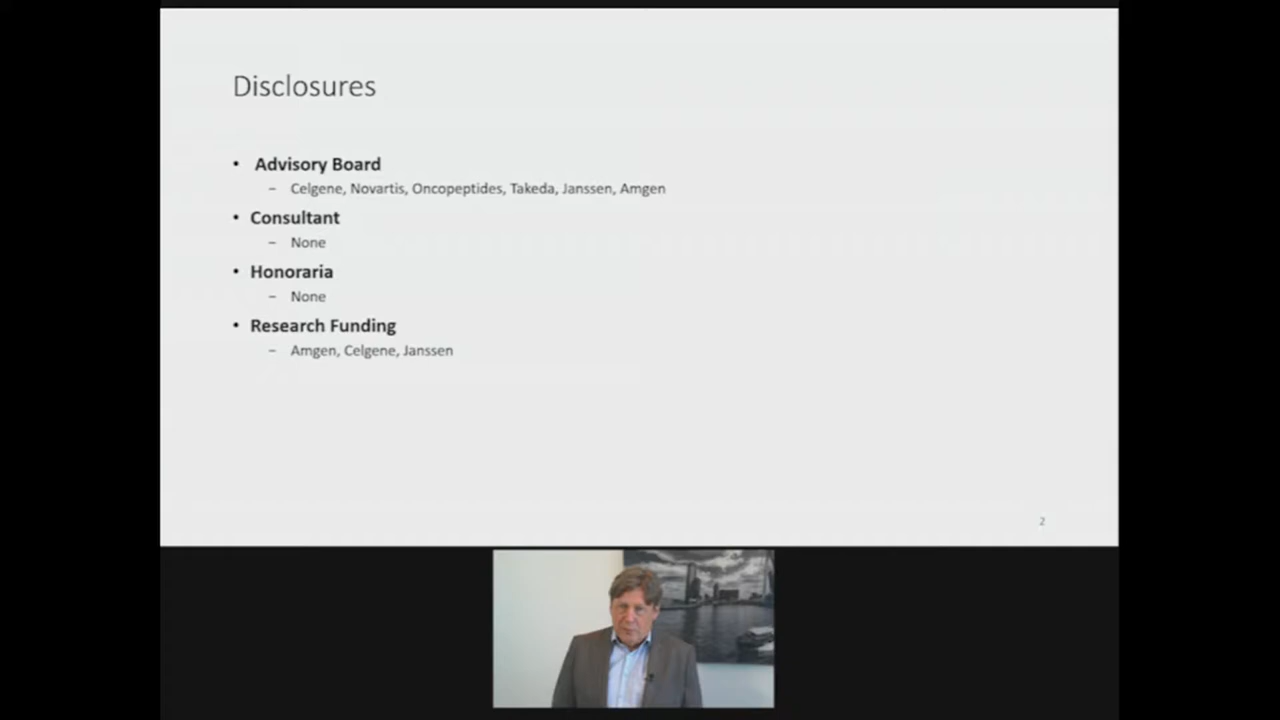 Disclosures
• Advisory Board
– Celgene, Novartis, Oncopeptides, Takeda, Janssen, Amgen
• Consultant
– None
• Honoraria
– None
• Research Funding
– Amgen, Celgene, Janssen
2